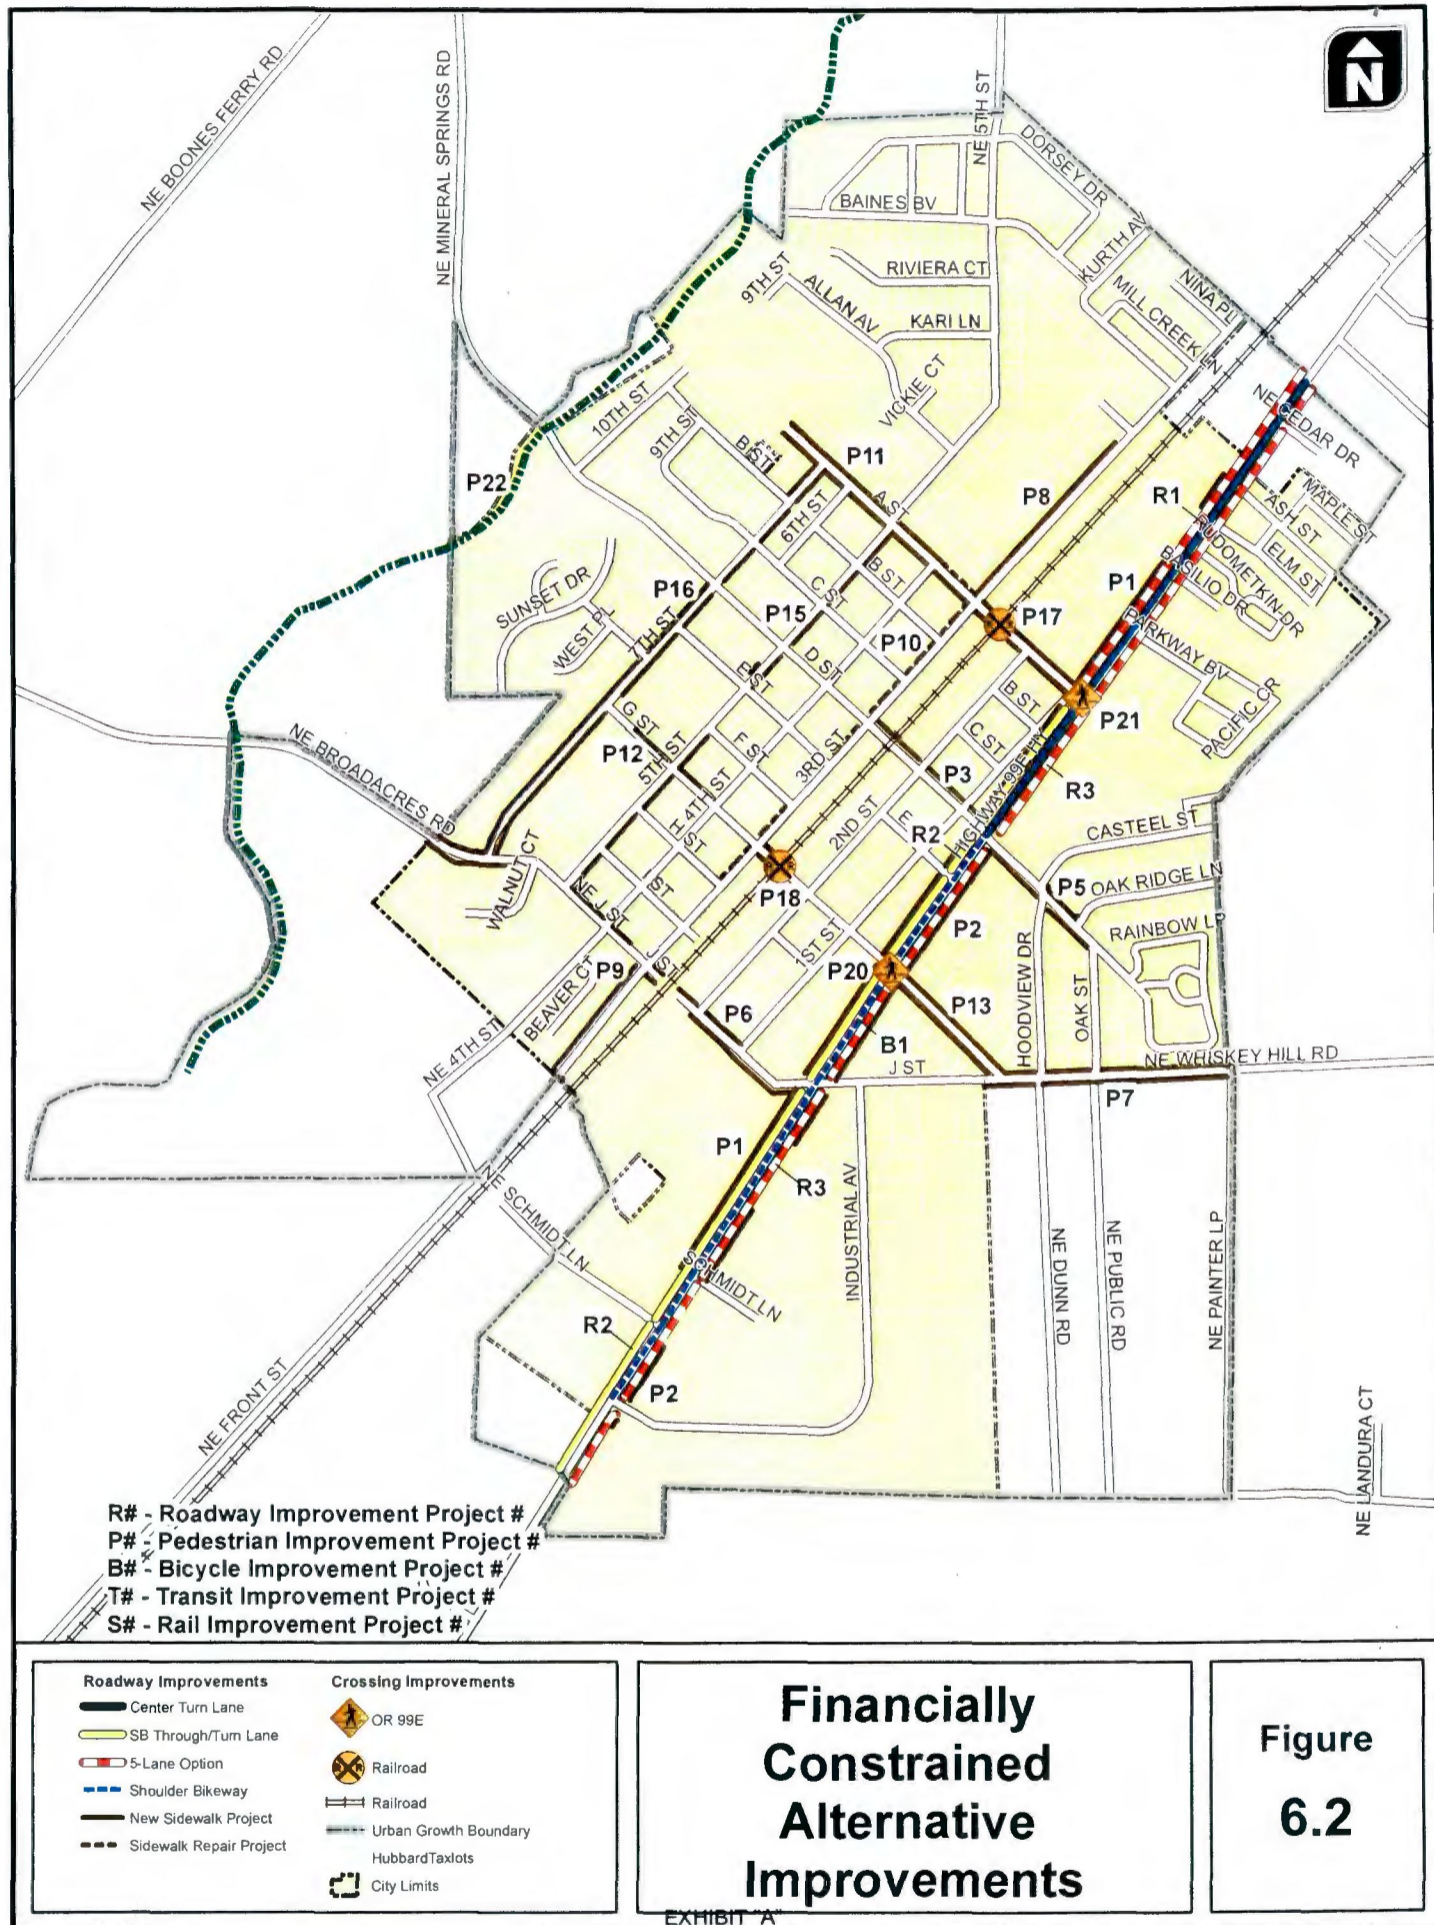 N
NE BOONES FERRY RD
NE MINERAL SPRINGS RD
NE 5TH ST
DORSEY DR
BAINES BV
KURTH AV
RIVIERA CT
9TH ST
ALLAN AV
NINA PL
MILL CREEK LN
KARI LN
VICKIE CT
NE CEDAR DR
10TH ST
9TH ST
B ST
P11
A ST
P22
P8
R1
MAPLE ST
ASH ST
6TH ST
RUDOMETKIN DR
ELM ST
BASILIO DR
B ST
P1
SUNSET DR
P16
C ST
P15
P17
PARKWAY BV
WEST PL
7TH ST
P10
D ST
E ST
B ST
PACIFIC CR
P21
G ST
C ST
P12
5TH ST
F ST
3RD ST
P3
HIGHWAY 99E HY
R3
NE BROADACRES RD
4TH ST
2ND ST
E
R2
CASTEEL ST
H ST
WALNUT CT
P18
P5
OAK RIDGE LN
NE J ST
ST
P2
RAINBOW LP
1ST ST
HOODVIEW DR
P9
J ST
P20
BEAVER CT
P6
P13
OAK ST
NE 4TH ST
B1
J ST
NE WHISKEY HILL RD
P7
P1
R3
NE SCHMIDT LN
INDUSTRIAL AV
SCHMIDT LN
NE DUNN RD
NE PUBLIC RD
NE PAINTER LP
R2
P2
NE FRONT ST
NE LANDURA CT
R# - Roadway Improvement Project #
P# - Pedestrian Improvement Project #
B# - Bicycle Improvement Project #
T# - Transit Improvement Project #
S# - Rail Improvement Project #
Roadway Improvements
Center Turn Lane
SB Through/Turn Lane
5-Lane Option
Shoulder Bikeway
New Sidewalk Project
Sidewalk Repair Project
Crossing Improvements
OR 99E
Railroad
Railroad
Urban Growth Boundary
HubbardTaxlots
City Limits
Financially
Constrained
Alternative
Improvements
Figure
6.2
EXHIBIT "A"